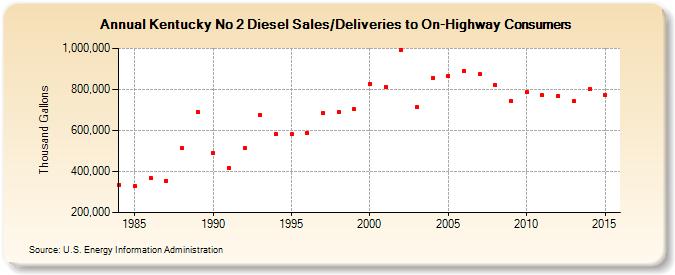 Annual Kentucky No 2 Diesel Sales/Deliveries to On-Highway Consumers
Thousand Gallons
1,000,000
800,000
600,000
400,000
200,000
1985 1990 1995 2000 2005 2010 2015
Source: U.S. Energy Information Administration